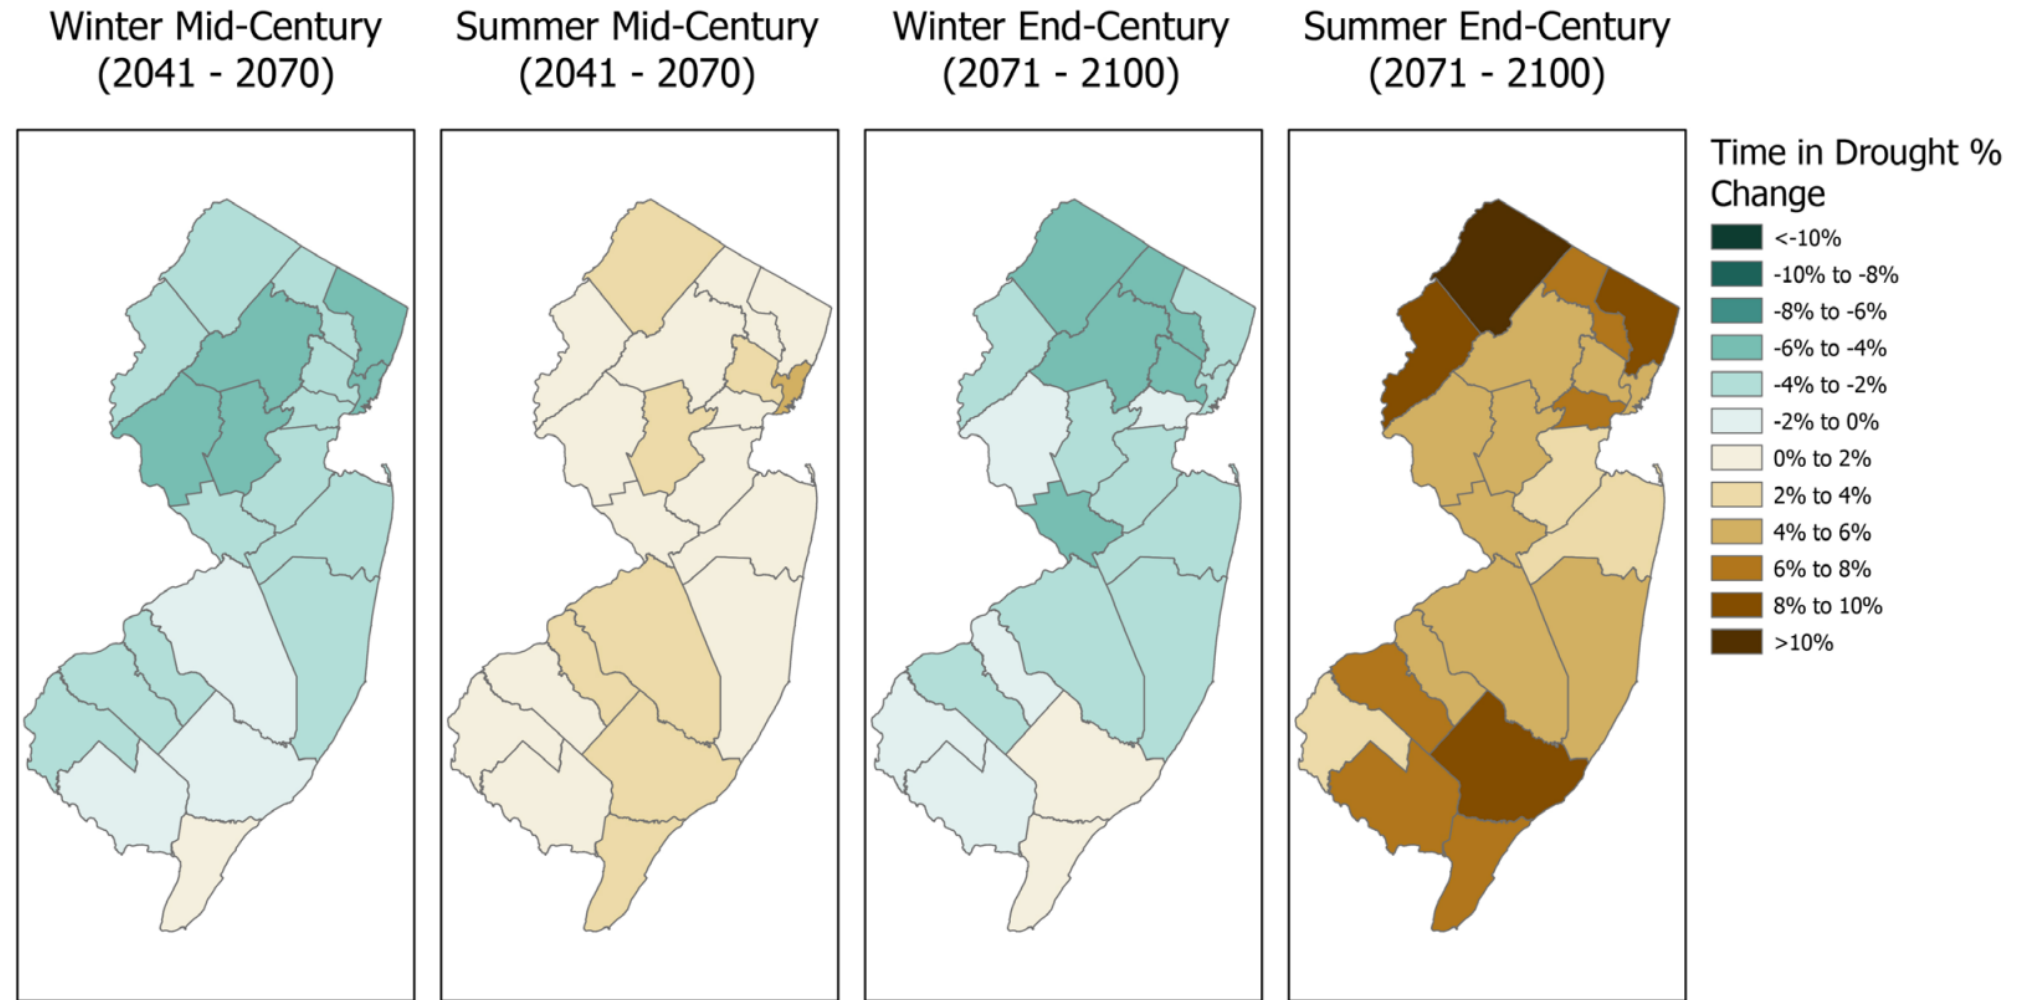 Winter Mid-Century
(2041 - 2070)
Summer Mid-Century
(2041 - 2070)
Winter End-Century
(2071 - 2100)
Summer End-Century
(2071 - 2100)
Time in Drought %
Change
<-10%
-10% to -8%
-8% to -6%
-6% to -4%
-4% to -2%
-2% to 0%
0% to 2%
2% to 4%
4% to 6%
6% to 8%
8% to 10%
>10%